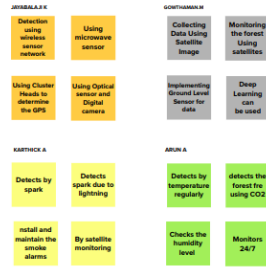 JAYABALAJI K
Detection
using
wireless
sensor
network
Using
microwave
sensor
Using Cluster
Heads to
determine
the GPS
Using Optical
sensor and
Digital
camera
GOWTHAMAN.M
Collecting
Data Using
Satellite
Image
Monitoring
the forest
Using
satellites
Implementing
Ground Level
Sensor for
data
Deep
Learning
can
be used
KARTHICK A
Detects by
spark
Detects
spark due to
lightning
nstall and
maintain the
smoke
alarms
By satellite
monitoring
ARUN A
Detects by
temperature
regularly
detects the
forest fre
using CO2
Checks the
humidity
level
Monitors
24/7